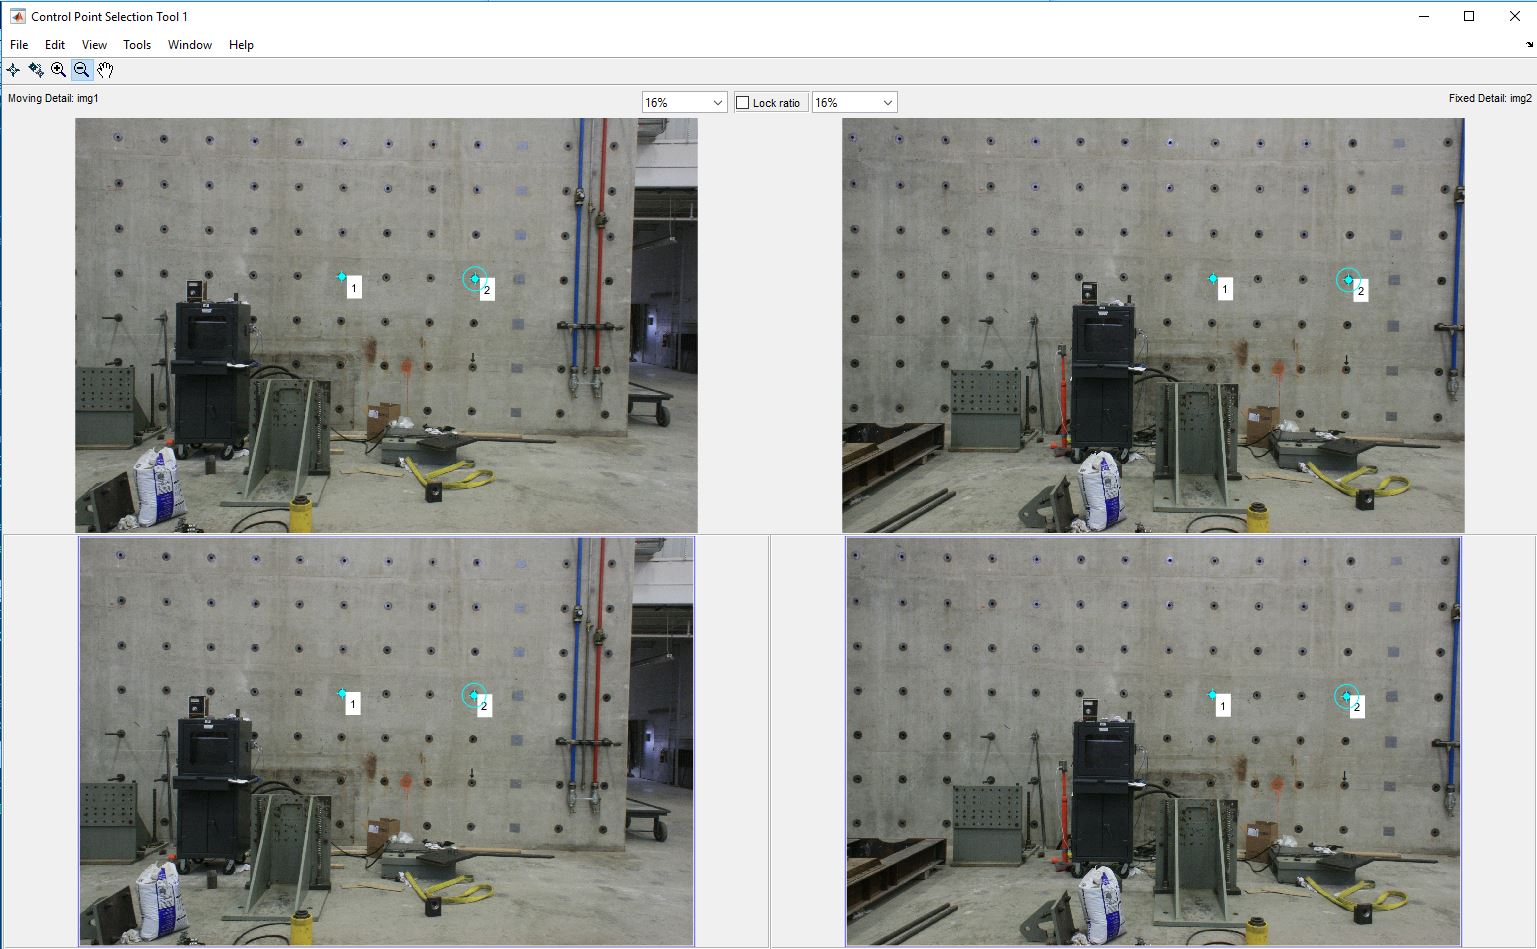 Control Point Selection Tool 1
File Edit View Tools Window Help
Moving Detail: img1
16%
Lock ratio
16%
Fixed Detail: img2
1
2
1
2
1
2
1
2